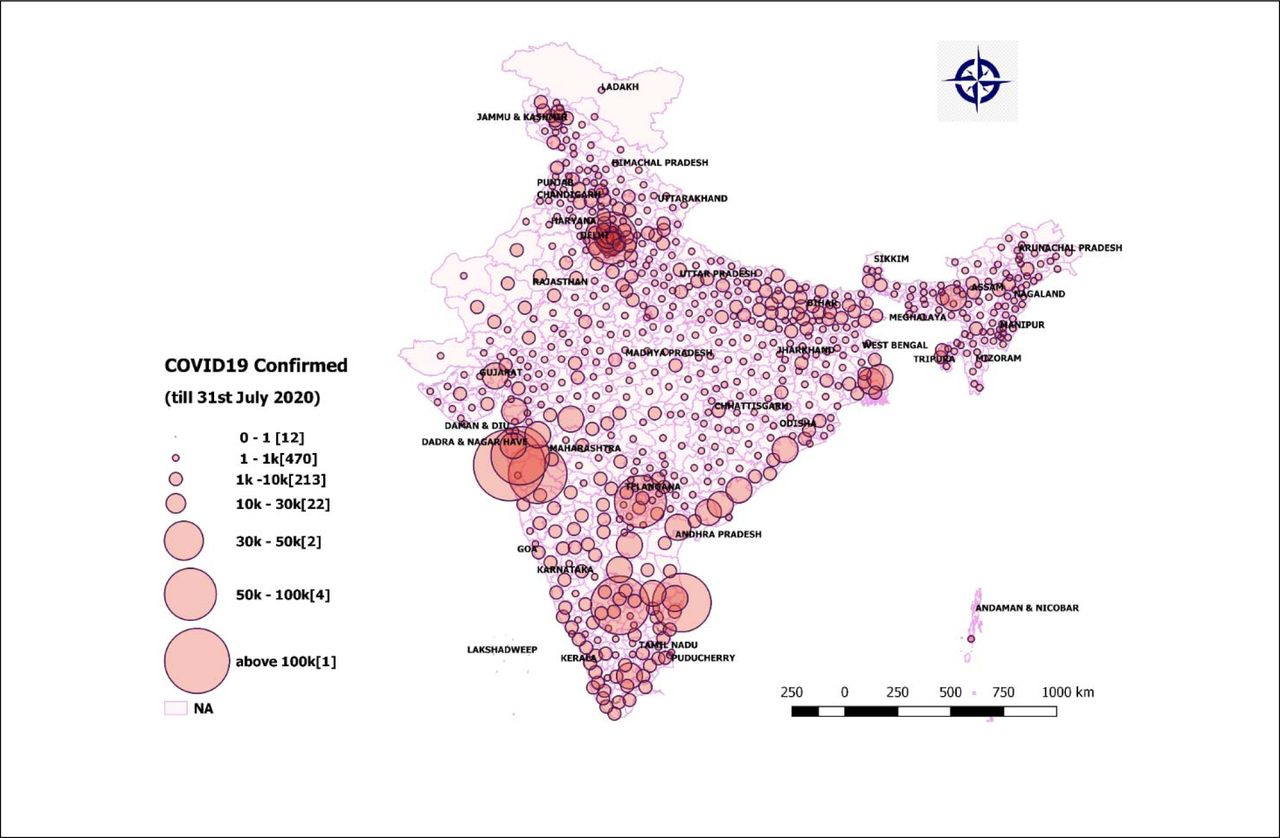 LADAKH
JAMMU & KASHMIR
HIMACHAL PRADESH
PUNJAB
CHANDIGARH
UTTARAKHAND
HARYANA
DELHI
ARUNACHAL PRADESH
SIKKIM
UTTAR PRADESH
RAJASTHAN
ASSAM
NAGALAND
BIHAR
MEGHALAYA
MANIPUR
WEST BENGAL
JHARKHAND
MADHYA PRADESH
TRIPURA
MIZORAM
COVID19 Confirmed
GUJARAT
(till 31st July 2020)
CHHATTISGARH
DAMAN & DIU
ODISHA
0 - 1 [12]
DADRA & NAGAR HAVE
MAHARASHTRA
1 - 1k[470]
1k -10k[213]
TELANGANA
10k - 30k[22]
ANDHRA PRADESH
30k - 50k[2]
GOA
KARNATAKA
50k - 100k[4]
ANDAMAN & NICOBAR
LAKSHADWEEP
TAMIL NADU
KERALA
PUDUCHERRY
above 100k[1]
250 0 250 500 750 1000 km
NA